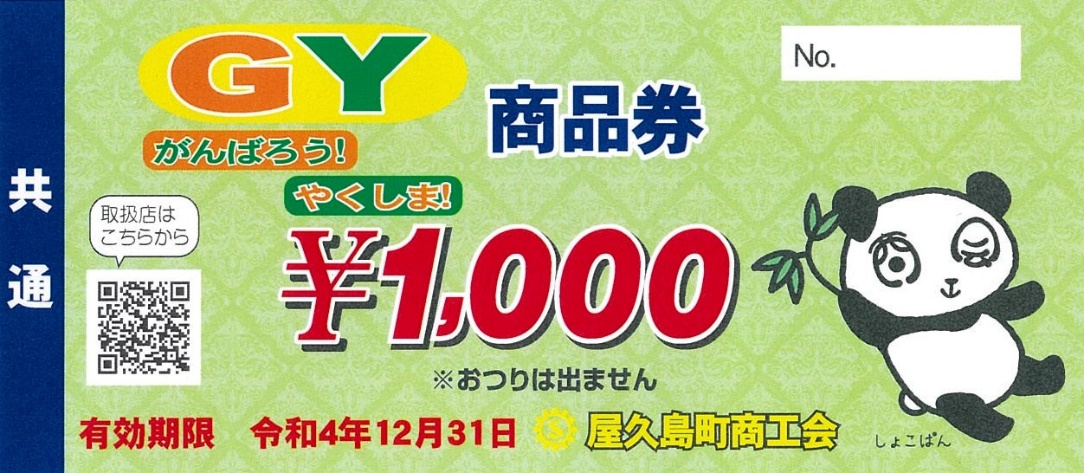 共通
GY
がんばろう!
やくしま!
商品券
No.
取扱店は
こちらから
¥1,000
※おつりは出ません
有効期限 令和4年12月31日 屋久島町商工会
しょこぱん